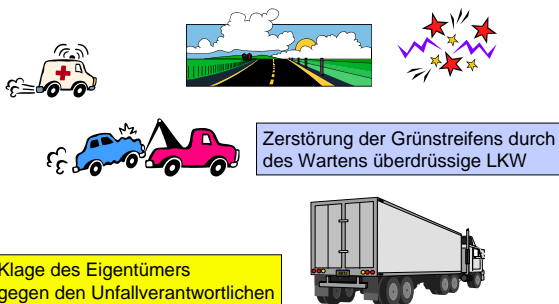 Zerstörung der Grünstreifens durch
des Wartens überdrüssige LKW
Klage des Eigentümers
gegen den Unfallverantwortlichen